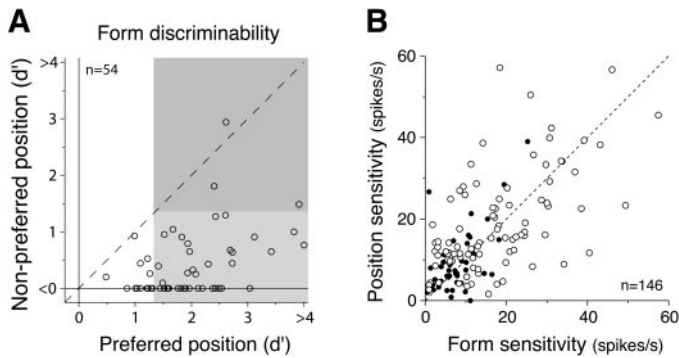 A
Form discriminability
Non-preferred position (d')
>4
3
2
1
<0
n=54
0
1
2
3
>4
Preferred position (d')
B
Position sensitivity (spikes/s)
60
40
20
0
n=146
0
20
40
60
Form sensitivity (spikes/s)